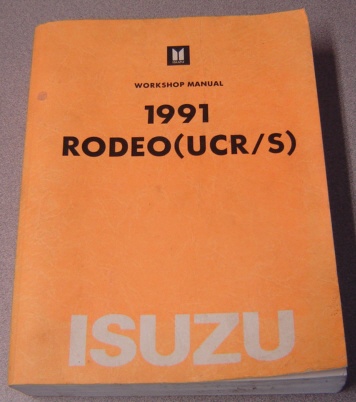 WORKSHOP MANUAL
1991
RODEO(UCR/S)
ISUZU